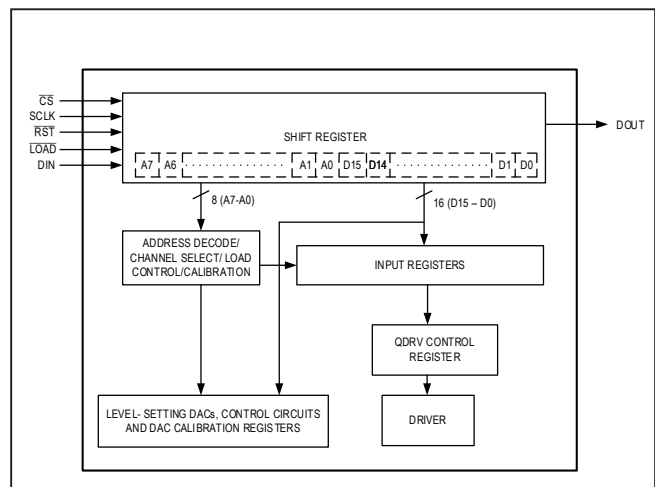 CS
SCLK
RST
LOAD
DIN
SHIFT REGISTER
DOUT
A7 A6 ............... A1 A0 D15 D14 ............... D1 D0
8 (A7-A0)
16 (D15 – D0)
ADDRESS DECODE/
CHANNEL SELECT/ LOAD
CONTROL/CALIBRATION
INPUT REGISTERS
QDRV CONTROL
REGISTER
LEVEL- SETTING DACs, CONTROL CIRCUITS
AND DAC CALIBRATION REGISTERS
DRIVER